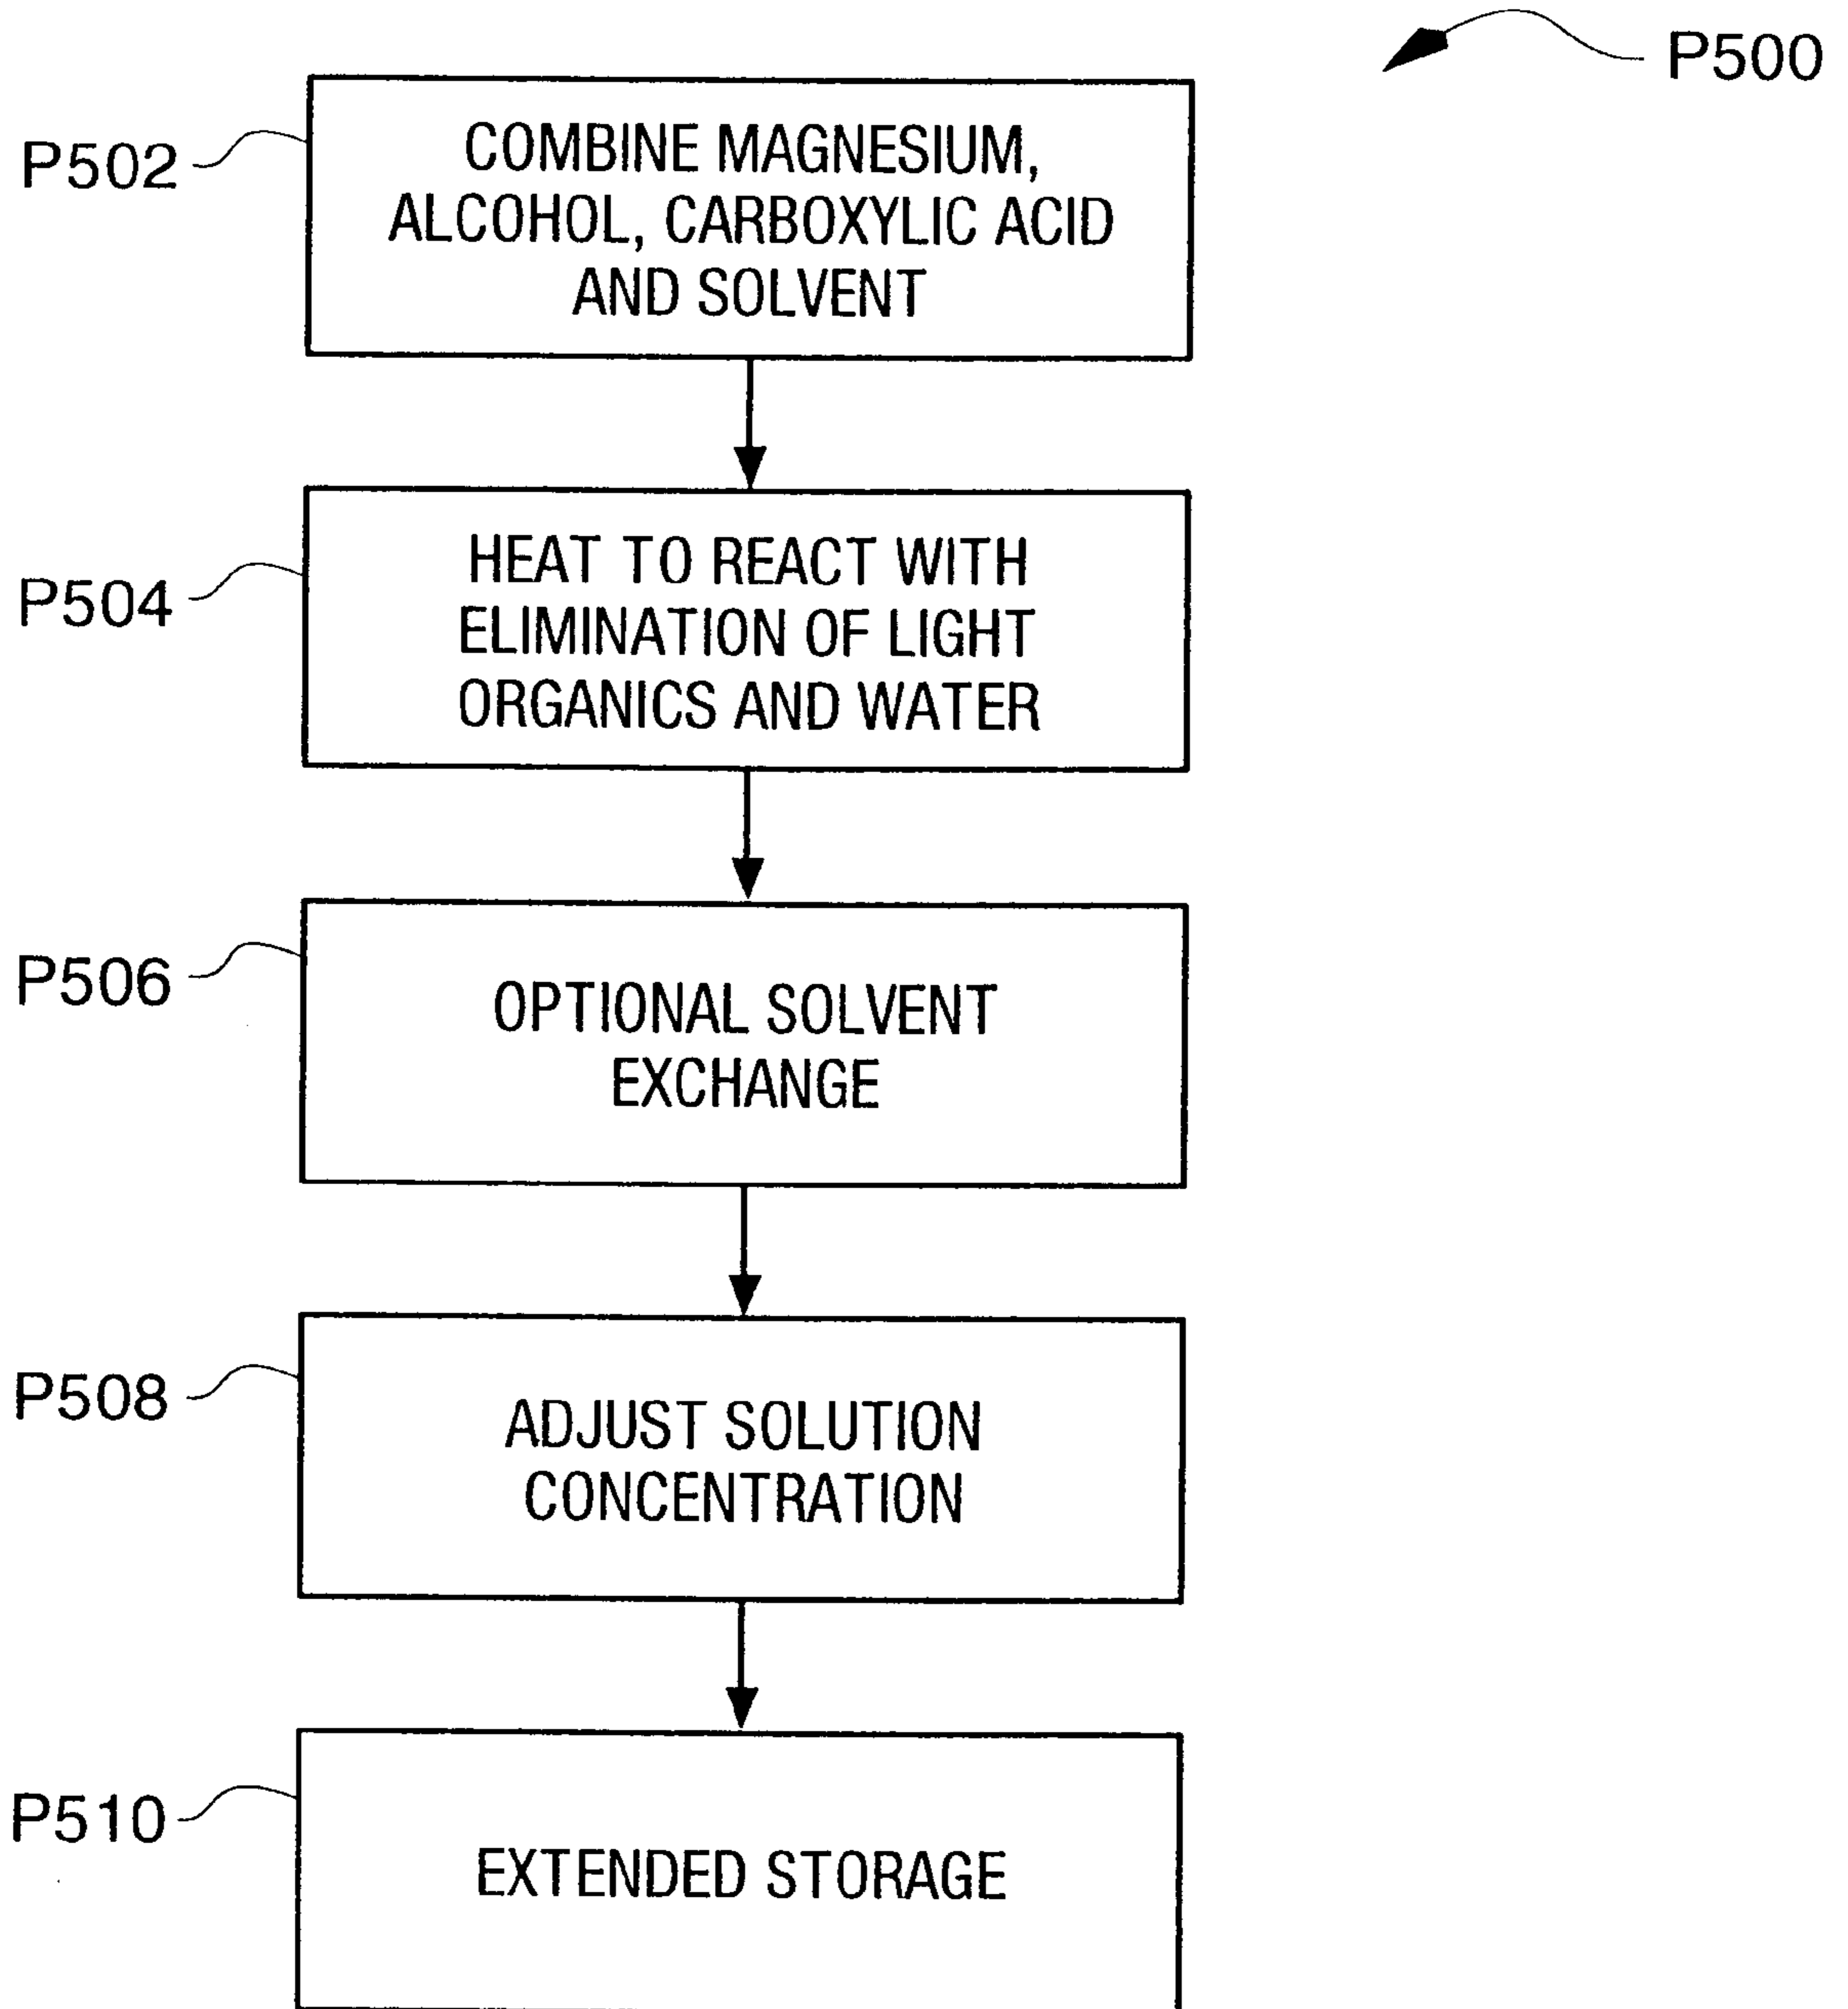 P500
P502
COMBINE MAGNESIUM,
ALCOHOL, CARBOXYLIC ACID
AND SOLVENT
P504
HEAT TO REACT WITH
ELIMINATION OF LIGHT
ORGANICS AND WATER
P506
OPTIONAL SOLVENT
EXCHANGE
P508
ADJUST SOLUTION
CONCENTRATION
P510
EXTENDED STORAGE